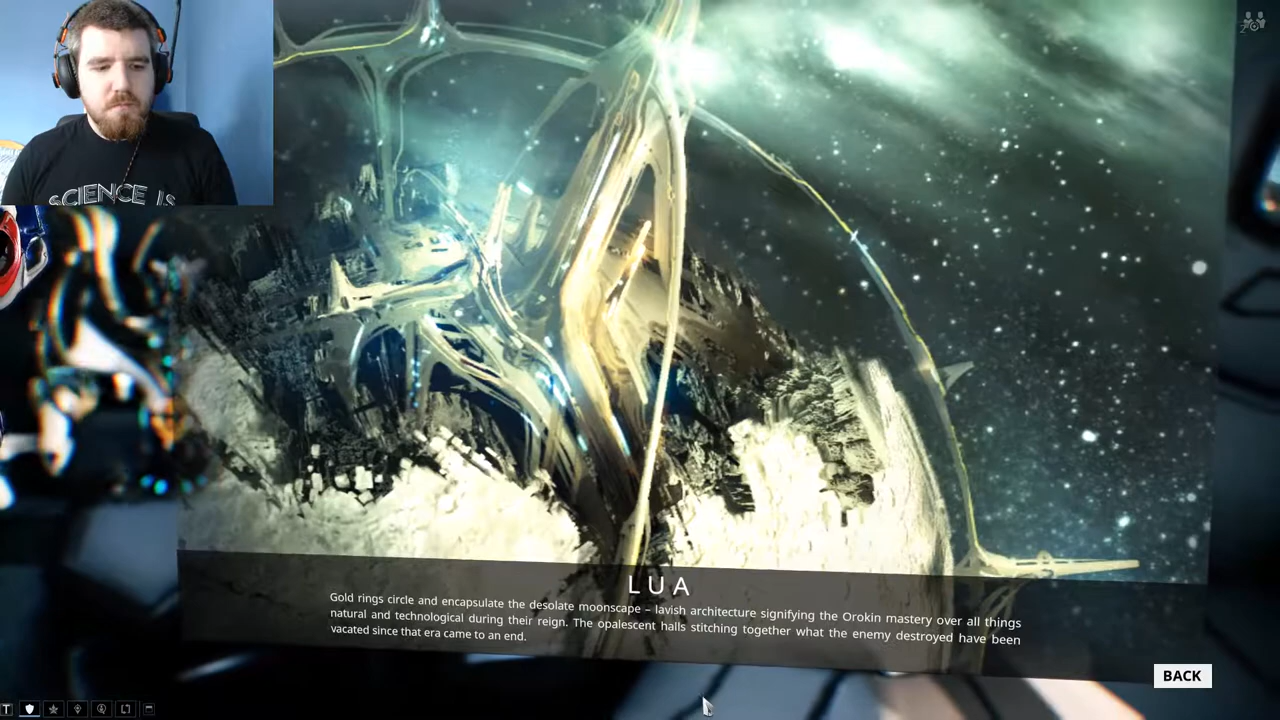 SCIENCE IS
LUA
Gold rings circle and encapsulate the desolate moonscape – lavish architecture signifying the Orokin mastery over all things
natural and technological during their reign. The opalescent halls stitching together what the enemy destroyed have been
vacated since that era came to an end.
BACK
T